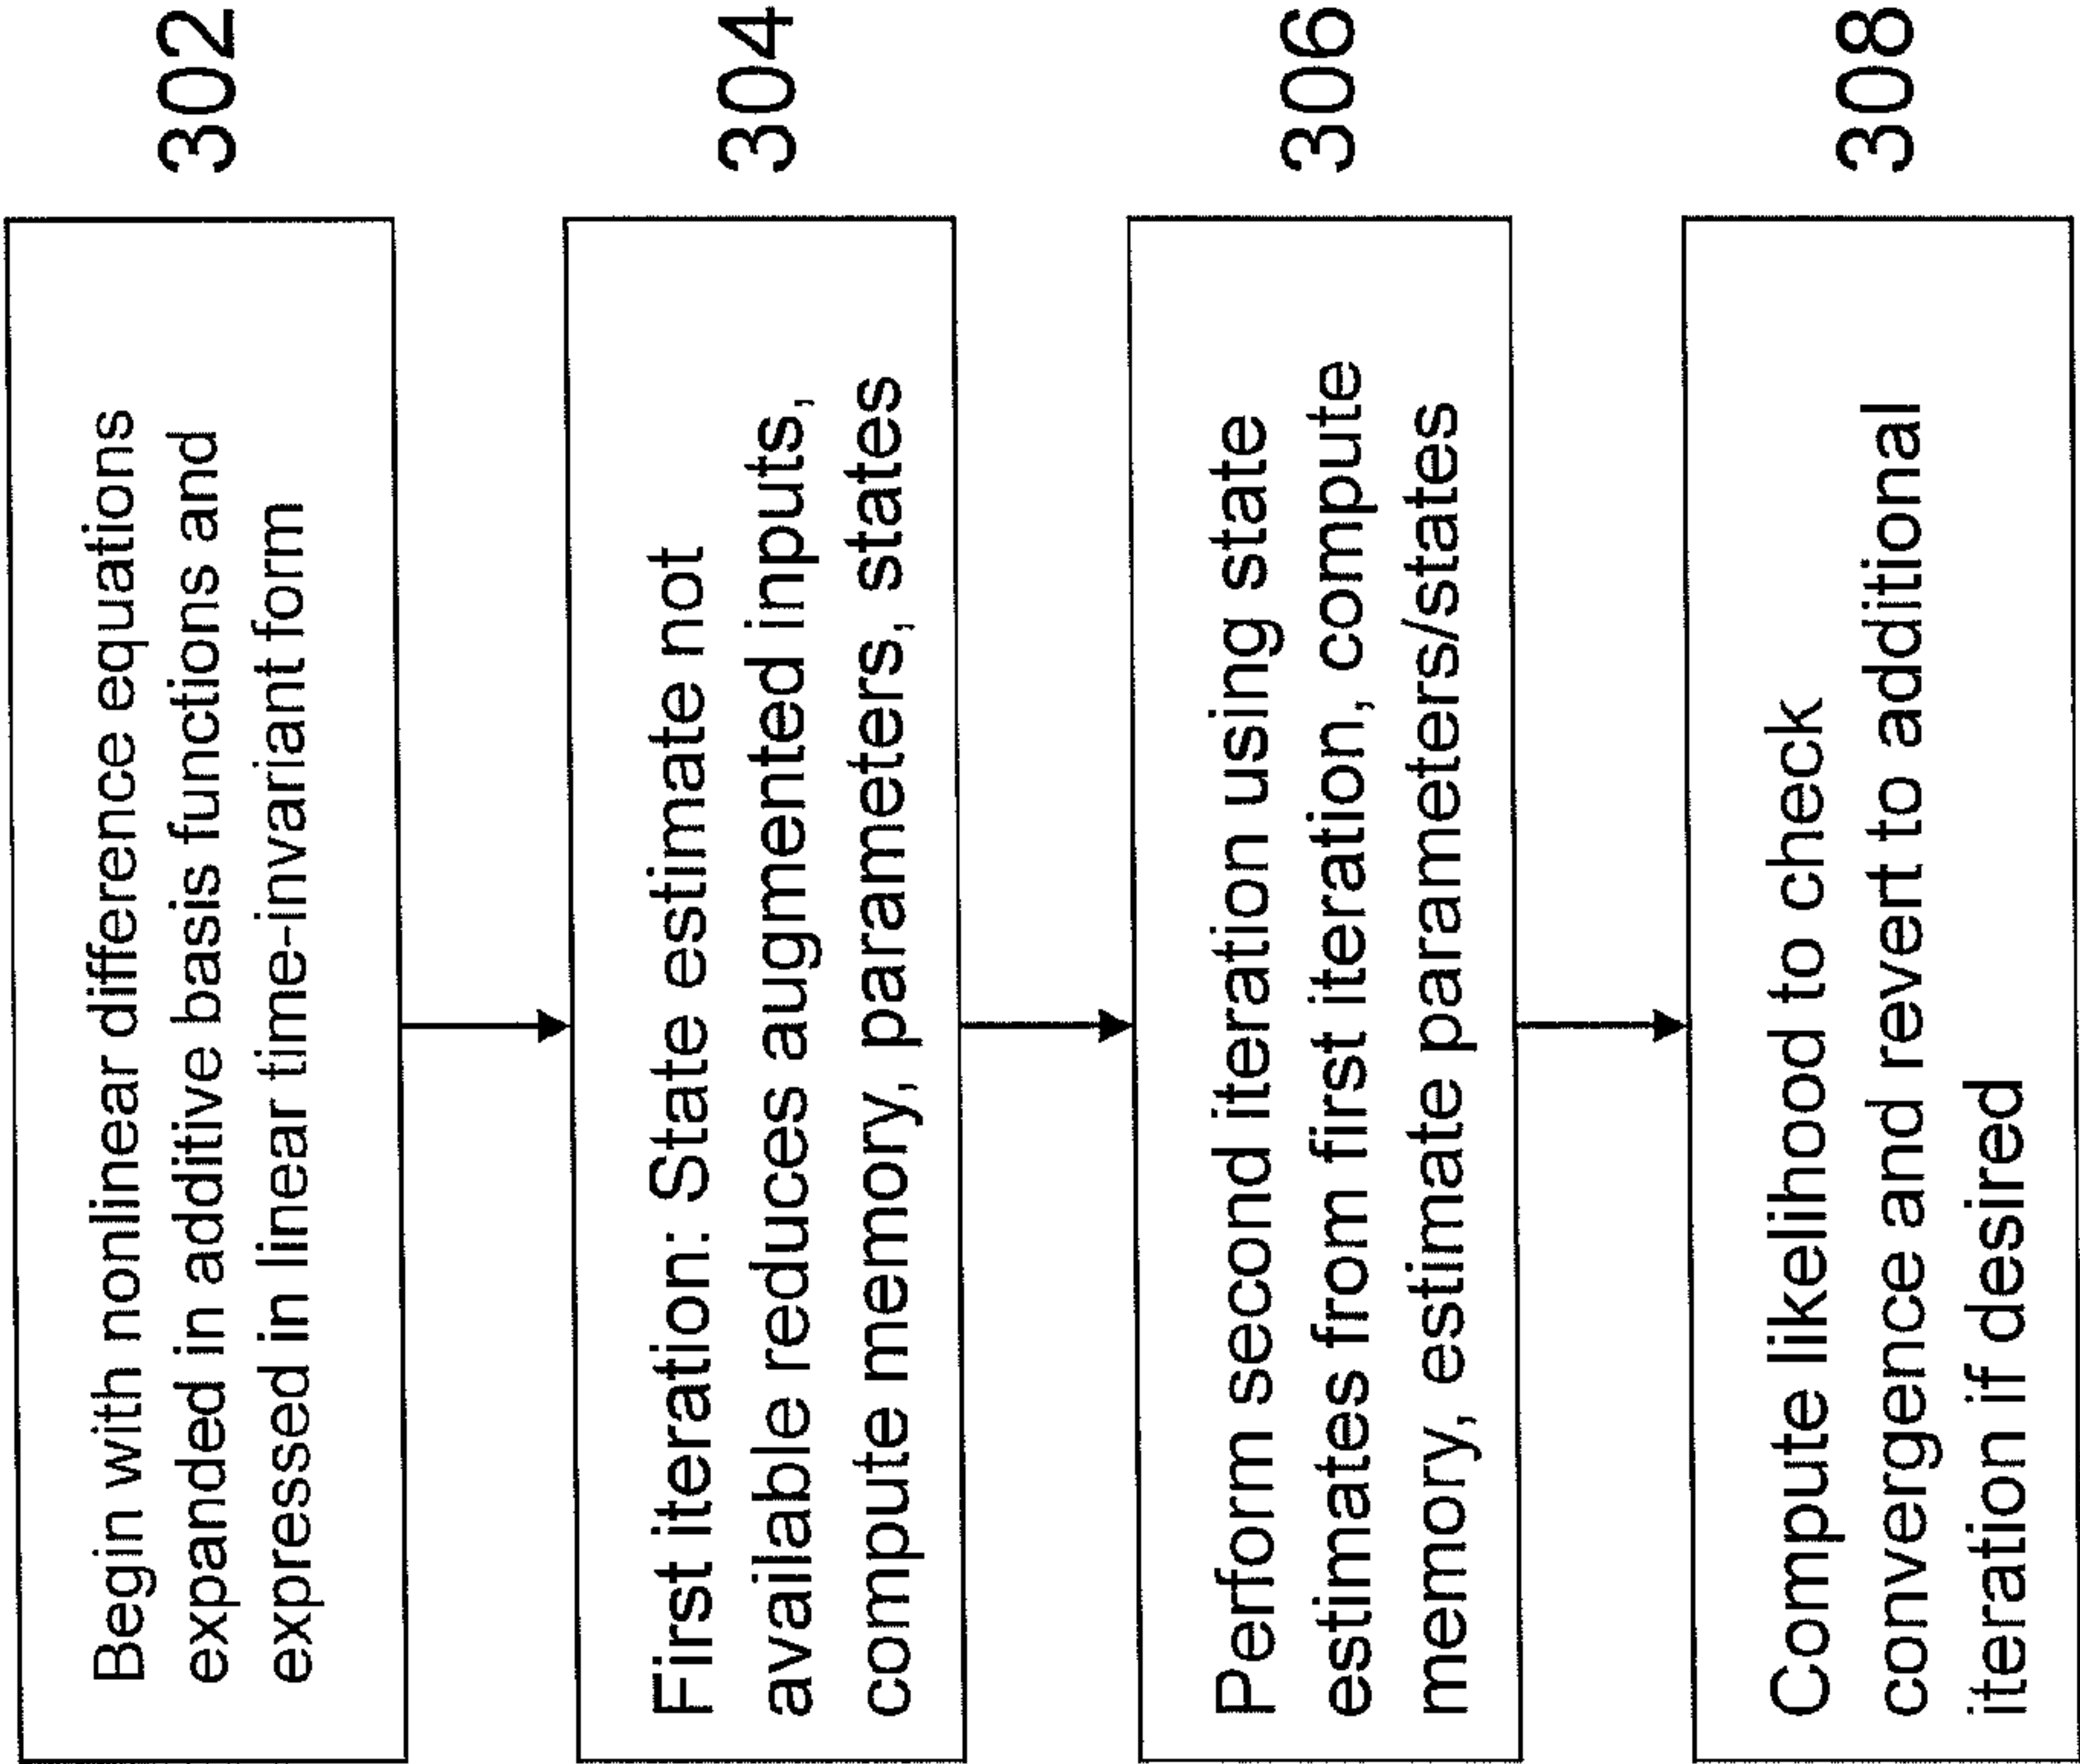 Begin with nonlinear difference equations
expanded in additive basis functions and
expressed in linear time-invariant form
302
First iteration: State estimate not
available reduces augmented inputs,
compute memory, parameters, states
304
Perform second iteration using state
estimates from first iteration, compute
memory, estimate parameters/states
306
Compute likelihood to check
convergence and revert to additional
iteration if desired
308